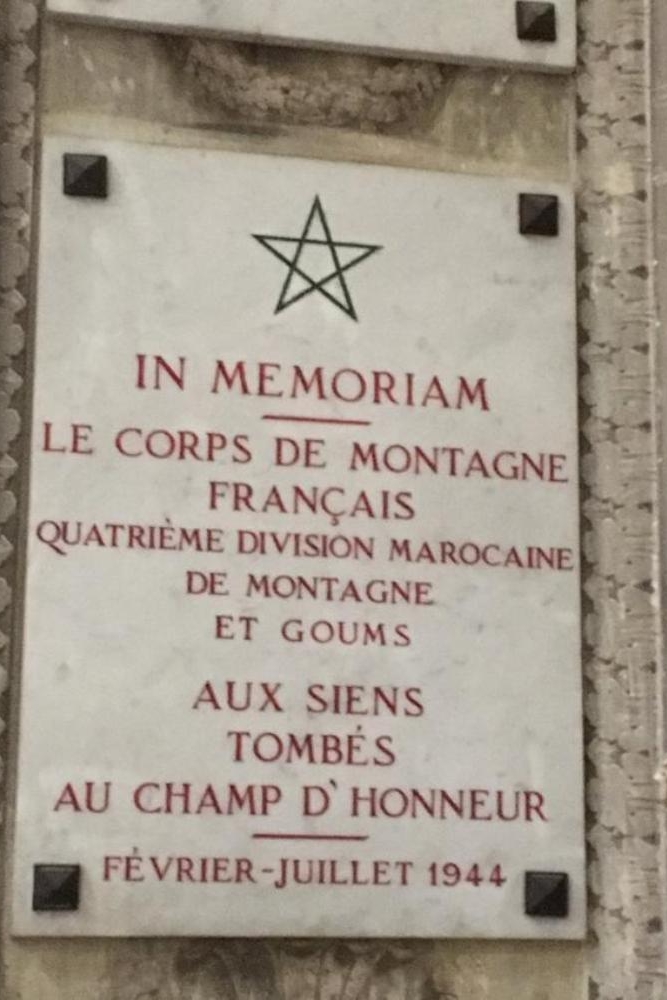 IN MEMORIAM
LE CORPS DE MONTAGNE
FRANÇAIS
QUATRIÈME DIVISION MAROCAINE
DE MONTAGNE
ET GOUMS
AUX SIENS
TOMBÉS
AU CHAMP D'HONNEUR
FÉVRIER-JUILLET 1944